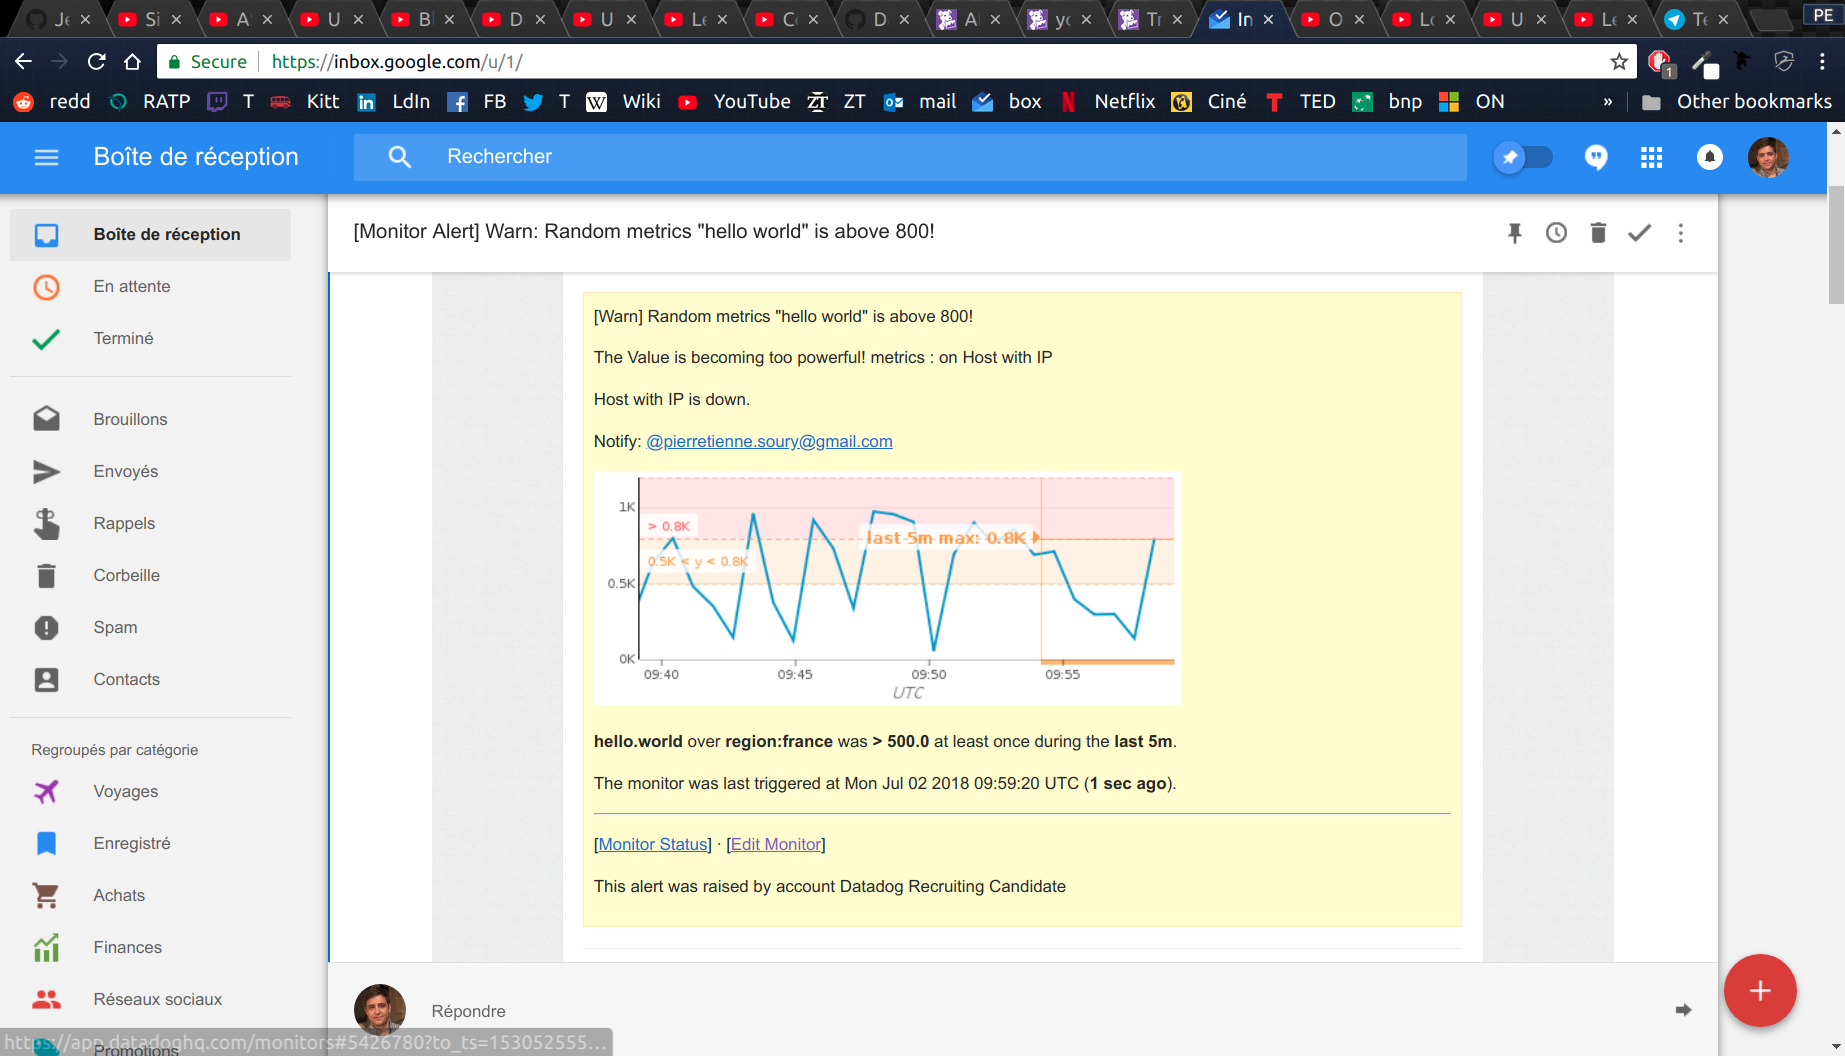 Je Si A U Bl D U Le Co D A yo Tr In O Lo U Le Te PE
Secure https://inbox.google.com/u/1/
1
redd RATP T Kitt LdIn FB T Wiki YouTube ZT mail box Netflix Ciné TED bnp ON » Other bookmarks
Boîte de réception Rechercher
[Monitor Alert] Warn: Random metrics "hello world" is above 800!
Boîte de réception
En attente
Terminé
Brouillons
Envoyés
Rappels
Corbeille
Spam
Contacts
Regroupés par catégorie
Voyages
Enregistré
Achats
Finances
Réseaux sociaux
Promotions
[Warn] Random metrics "hello world" is above 800!
The Value is becoming too powerful! metrics : on Host with IP
Host with IP is down.
Notify: @pierretienne.soury@gmail.com
1K
> 0.8K
last 5m max: 0.8K
0.5K < y < 0.8K
0.5K
0K
09:40 09:45 09:50 09:55
UTC
hello.world over region:france was > 500.0 at least once during the last 5m.
The monitor was last triggered at Mon Jul 02 2018 09:59:20 UTC (1 sec ago).
[Monitor Status] · [Edit Monitor]
This alert was raised by account Datadog Recruiting Candidate
Répondre
https://app.datadoghq.com/monitors#5426780?to_ts=153052555...